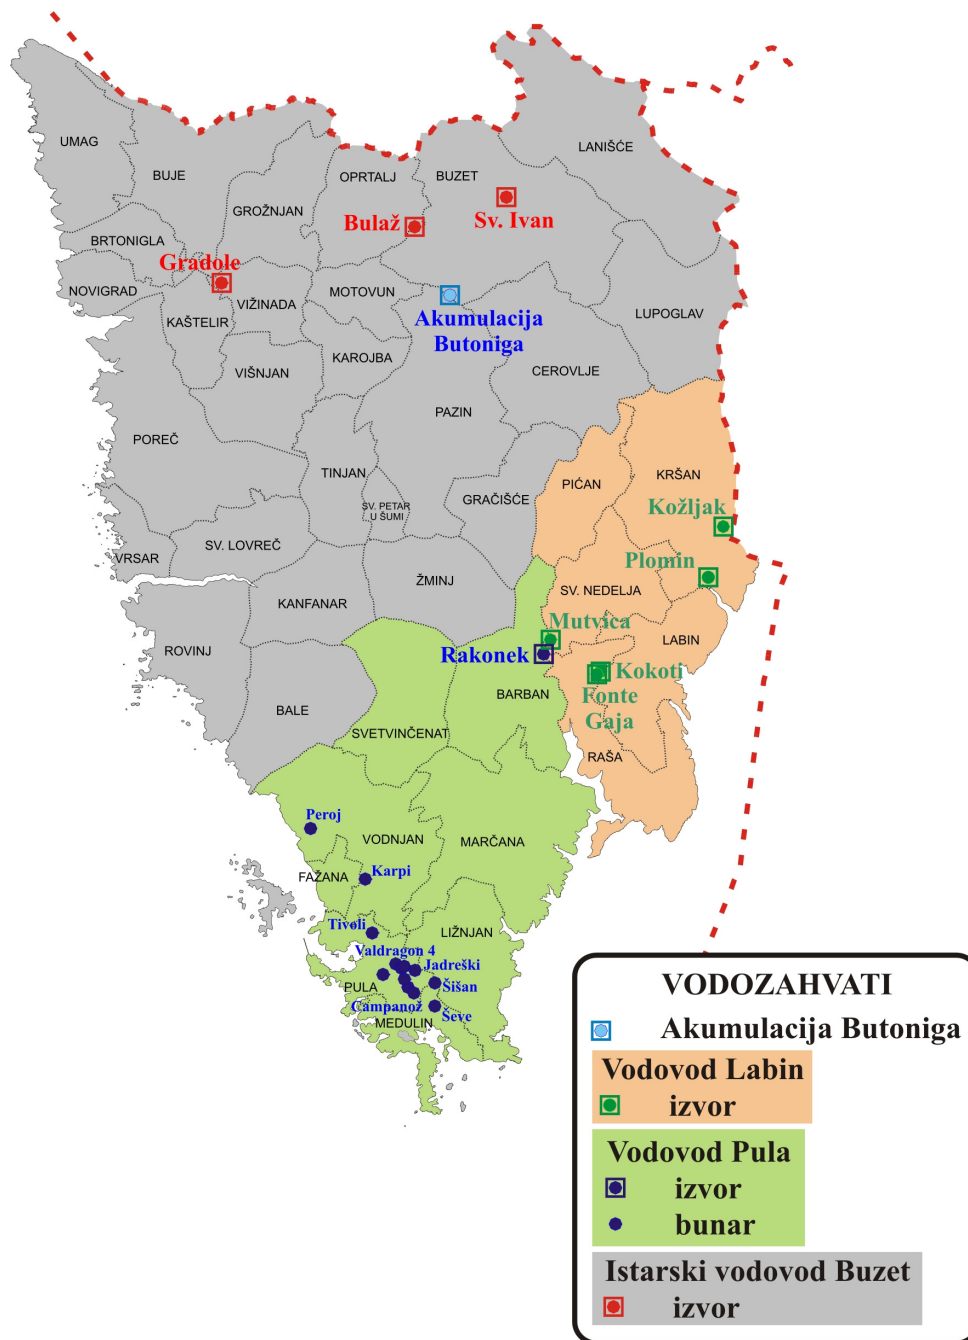 UMAG
BUJE
GROŽNJAN
OPRTALJ
BUZET
LANIŠĆE
Bulaž
Sv. Ivan
BRTONIGLA
Gradole
NOVIGRAD
KAŠTELIR
VIŽINADA
MOTOVUN
Akumulacija
Butoniga
LUPOGLAV
VIŠNJAN
KAROJBA
CEROVLJE
PAZIN
POREČ
TINJAN
SV. PETAR
U ŠUMI
GRAČIŠĆE
PIĆAN
KRŠAN
Kožljak
VRSAR
SV. LOVREČ
ŽMINJ
Plomin
SV. NEDELJA
KANFANAR
Mutvica
LABIN
ROVINJ
Rakonek
Kokoti
BARBAN
Fonte
Gaja
BALE
SVETVINČENAT
RAŠA
Peroj
VODNJAN
MARČANA
FAŽANA
Karpi
Tivoli
LIŽNJAN
Valdragon 4
Jadreški
PULA
Šišan
Campanož
Ševe
MEDULIN
VODOZAHVATI
Akumulacija Butoniga
Vodovod Labin
izvor
Vodovod Pula
izvor
bunar
Istarski vodovod Buzet
izvor